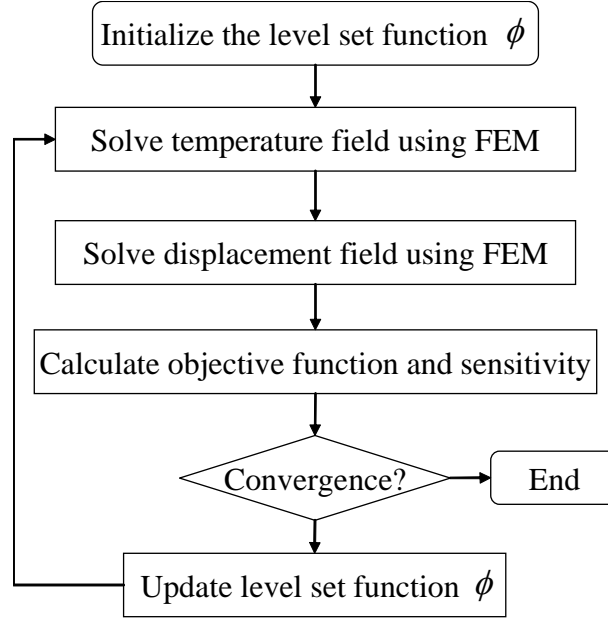 Initialize the level set function ϕ
Solve temperature field using FEM
Solve displacement field using FEM
Calculate objective function and sensitivity
Convergence?
End
Update level set function ϕ